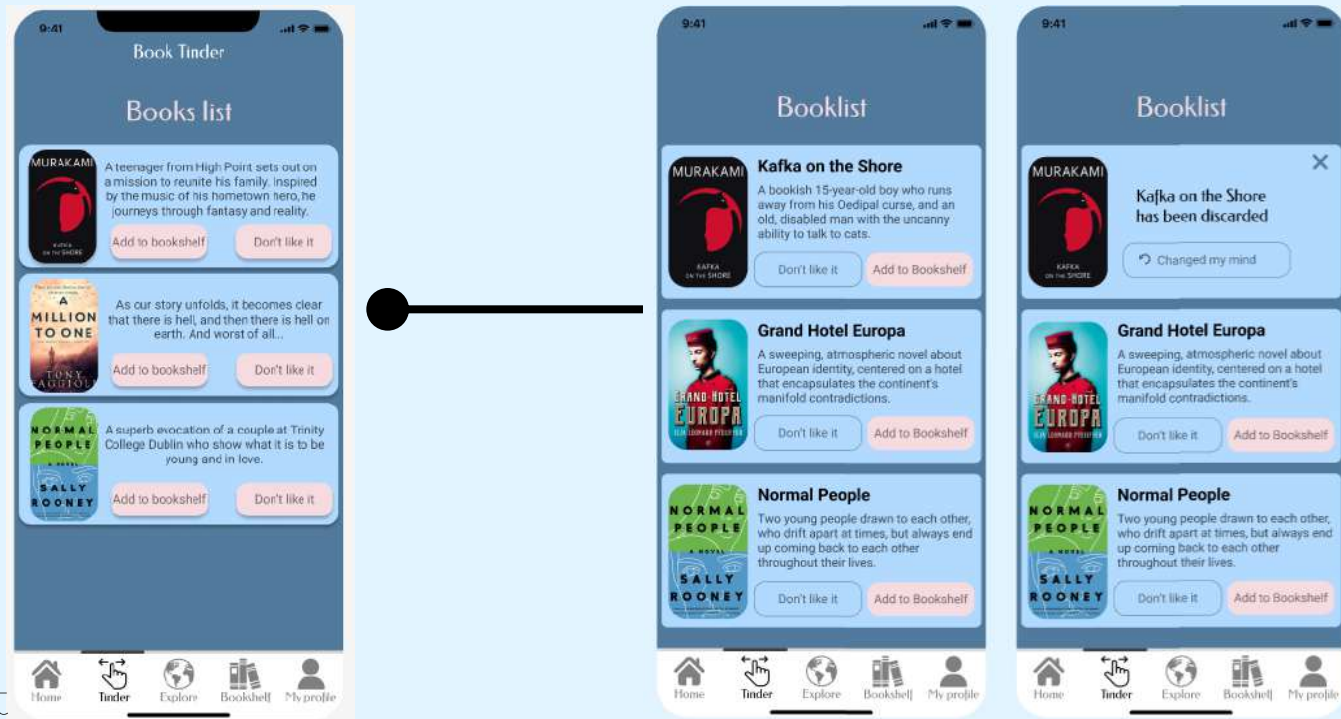 9:41
Book Tinder
Books list
MURAKAMI
KAFKA
ON THE SHORE
A teenager from High Point sets out on
a mission to reunite his family. Inspired
by the music of his hometown hero, he
journeys through fantasy and reality.
Add to bookshelf
Don't like it
A
MILLION
TO ONE
TONY
FAGGIOLI
As our story unfolds, it becomes clear
that there is hell, and then there is hell on
earth. And worst of all...
Add to bookshelf
Don't like it
NORMAL
PEOPLE
A NOVEL
SALLY
ROONEY
A superb evocation of a couple at Trinity
College Dublin who show what it is to be
young and in love.
Add to bookshelf
Don't like it
Home
Tinder
Explore
Bookshelf
My profile
9:41
Booklist
MURAKAMI
KAFKA
ON THE SHORE
Kafka on the Shore
A bookish 15-year-old boy who runs
away from his Oedipal curse, and an
old, disabled man with the uncanny
ability to talk to cats.
Don't like it
Add to Bookshelf
GRAND HOTEL
EUROPA
ILJA LEONARD PFEIJFFER
Grand Hotel Europa
A sweeping, atmospheric novel about
European identity, centered on a hotel
that encapsulates the continent's
manifold contradictions.
Don't like it
Add to Bookshelf
NORMAL
PEOPLE
A NOVEL
SALLY
ROONEY
Normal People
Two young people drawn to each other,
who drift apart at times, but always end
up coming back to each other
throughout their lives.
Don't like it
Add to Bookshelf
Home
Tinder
Explore
Bookshelf
My profile
9:41
Booklist
MURAKAMI
KAFKA
ON THE SHORE
Kafka on the Shore
has been discarded
Changed my mind
GRAND HOTEL
EUROPA
ILJA LEONARD PFEIJFFER
Grand Hotel Europa
A sweeping, atmospheric novel about
European identity, centered on a hotel
that encapsulates the continent's
manifold contradictions.
Don't like it
Add to Bookshelf
NORMAL
PEOPLE
A NOVEL
SALLY
ROONEY
Normal People
Two young people drawn to each other,
who drift apart at times, but always end
up coming back to each other
throughout their lives.
Don't like it
Add to Bookshelf
Home
Tinder
Explore
Bookshelf
My profile